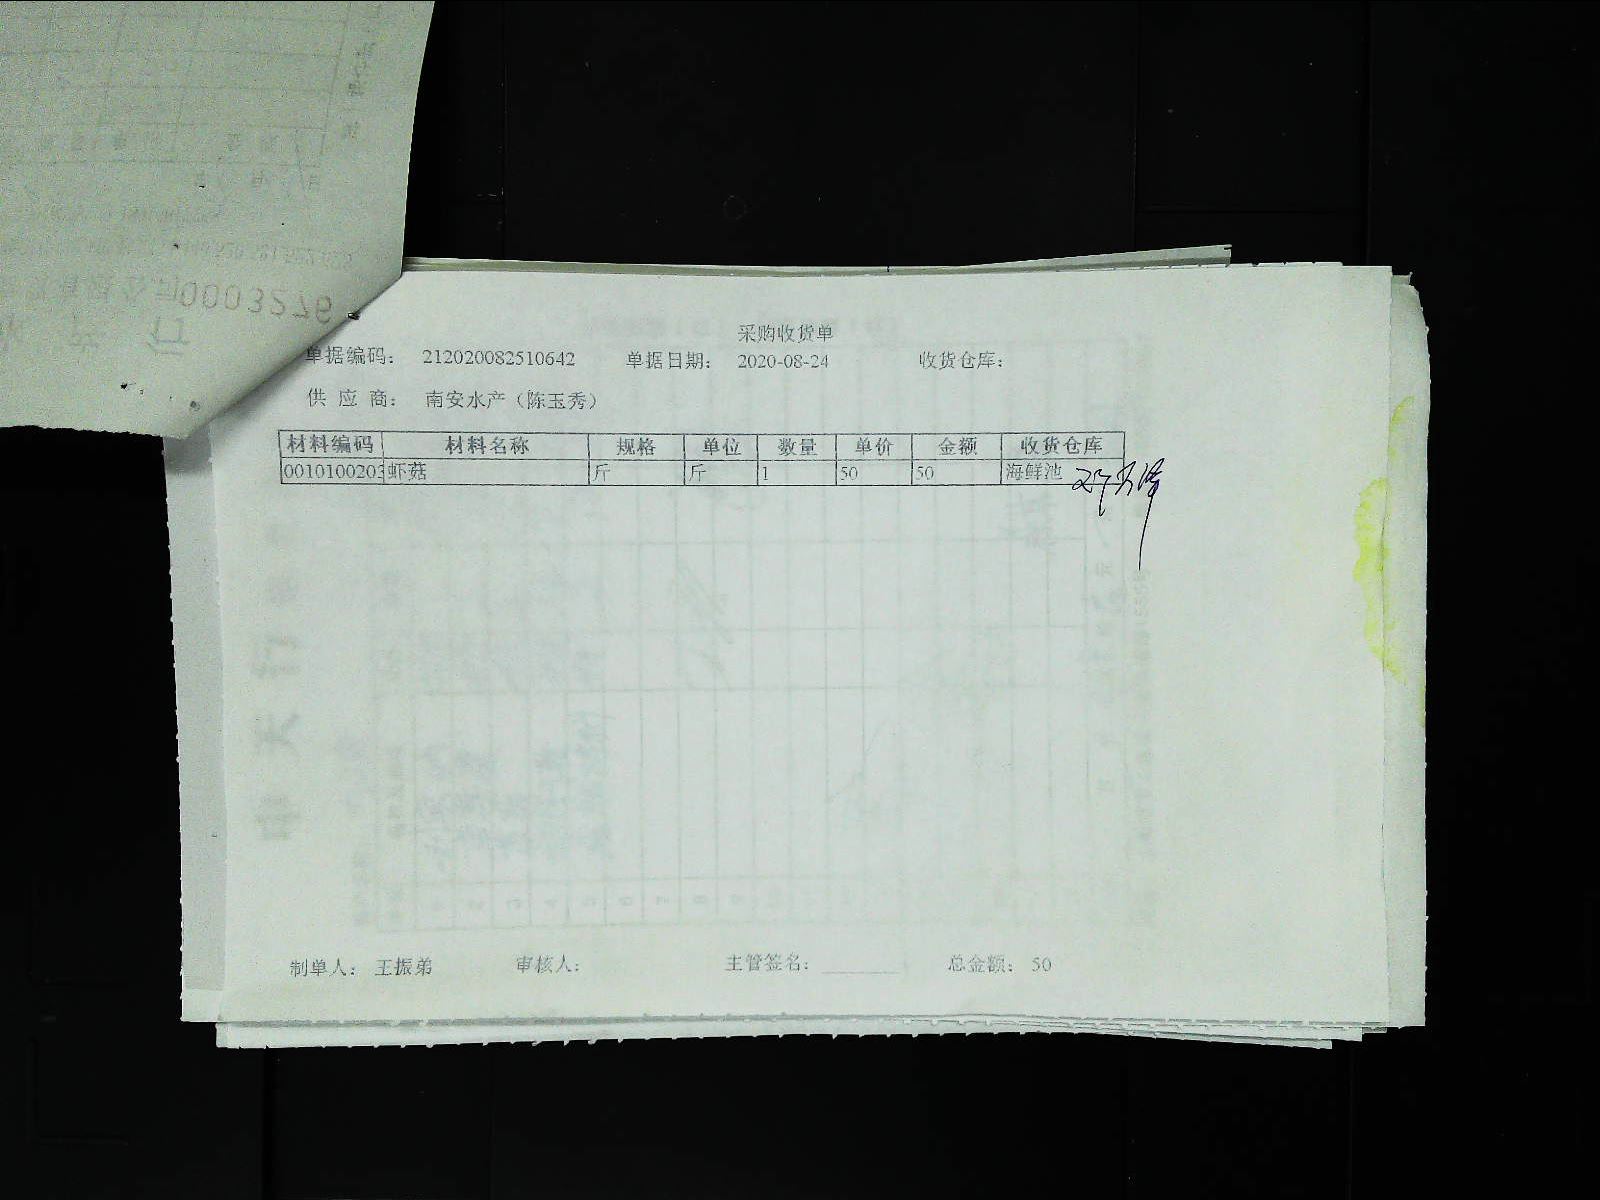 0003276
采购收货单
单据编码： 212020082510642 单据日期： 2020-08-24 收货仓库：
供 应 商： 南安水产（陈玉秀）
材料编码 材料名称 规格 单位 数量 单价 金额 收货仓库
0010100203 虾菇 斤 斤 1 50 50 海鲜池
制单人： 王振弟 审核人： 主管签名： ________ 总金额： 50